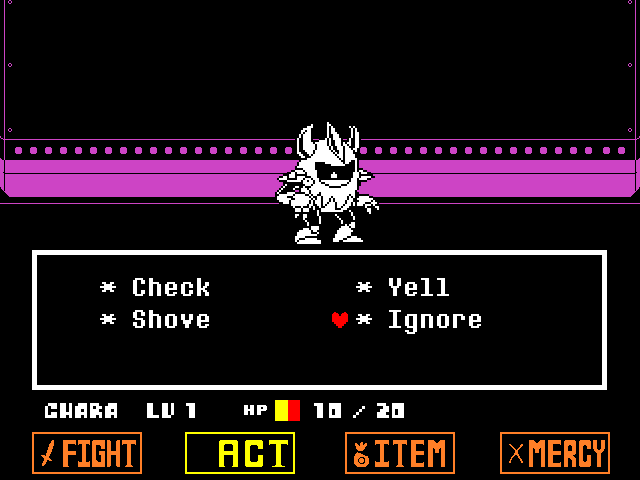 * Check * Yell
* Shove * Ignore
CHARA LV 1 HP 10 / 20
FIGHT ACT ITEM MERCY